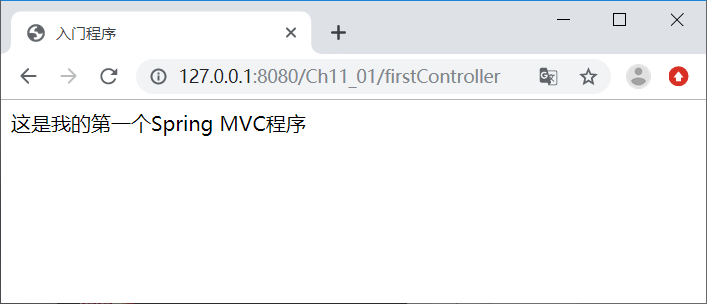 入门程序
127.0.0.1:8080/Ch11_01/firstController
这是我的第一个Spring MVC程序